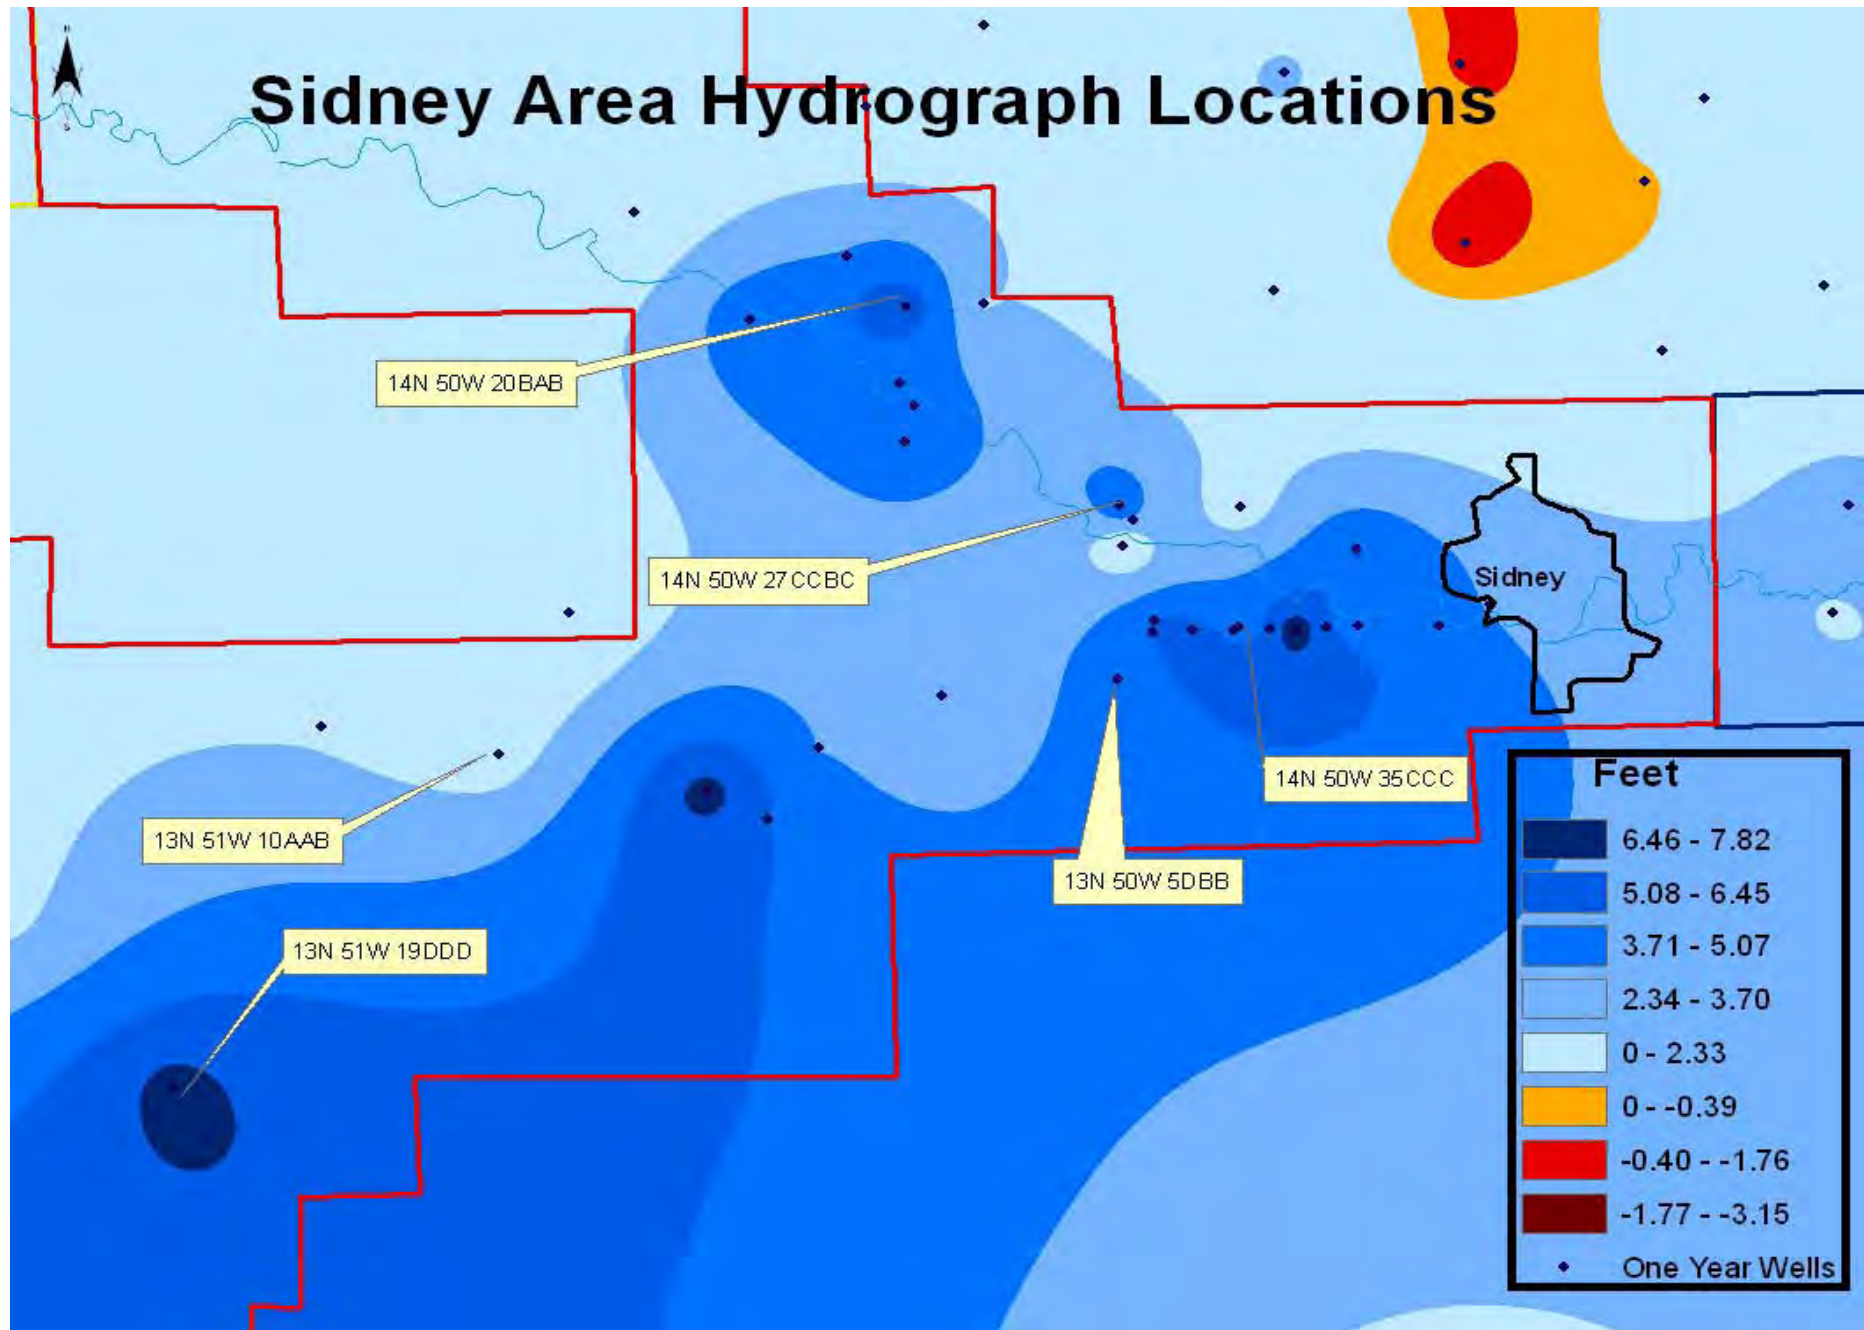 Sidney Area Hydrograph Locations
14N 50W 20BAB
14N 50W 27CCBC
Sidney
14N 50W 35CCC
13N 51W 10AAB
13N 50W 5DBB
13N 51W 19DDD
Feet
6.46 - 7.82
5.08 - 6.45
3.71 - 5.07
2.34 - 3.70
0 - 2.33
0 - -0.39
-0.40 - -1.76
-1.77 - -3.15
One Year Wells